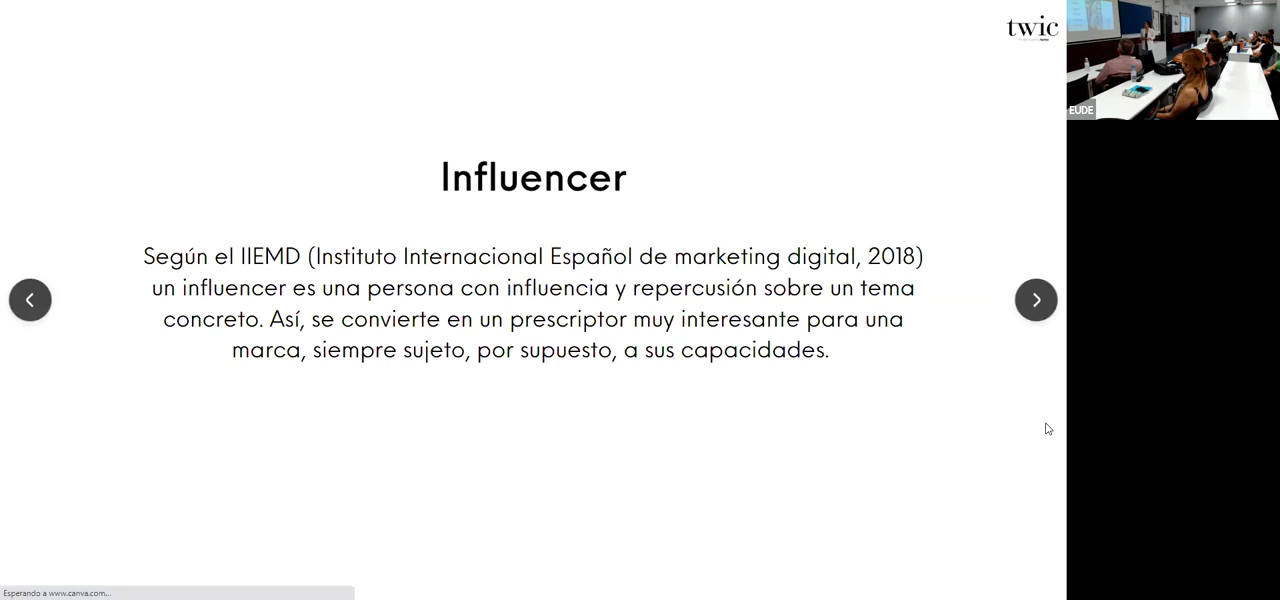 twic
Influencer
Según el IIEMD (Instituto Internacional Español de marketing digital, 2018)
un influencer es una persona con influencia y repercusión sobre un tema
concreto. Así, se convierte en un prescriptor muy interesante para una
marca, siempre sujeto, por supuesto, a sus capacidades.
EUDE
Esperando a www.canva.com...